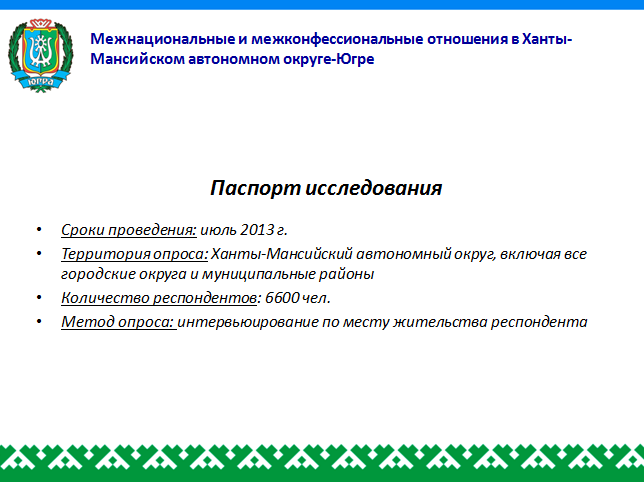 Межнациональные и межконфессиональные отношения в Ханты-
Мансийском автономном округе-Югре
ЮГРА
Паспорт исследования
• Сроки проведения: июль 2013 г.
• Территория опроса: Ханты-Мансийский автономный округ, включая все
городские округа и муниципальные районы
• Количество респондентов: 6600 чел.
• Метод опроса: интервьюирование по месту жительства респондента